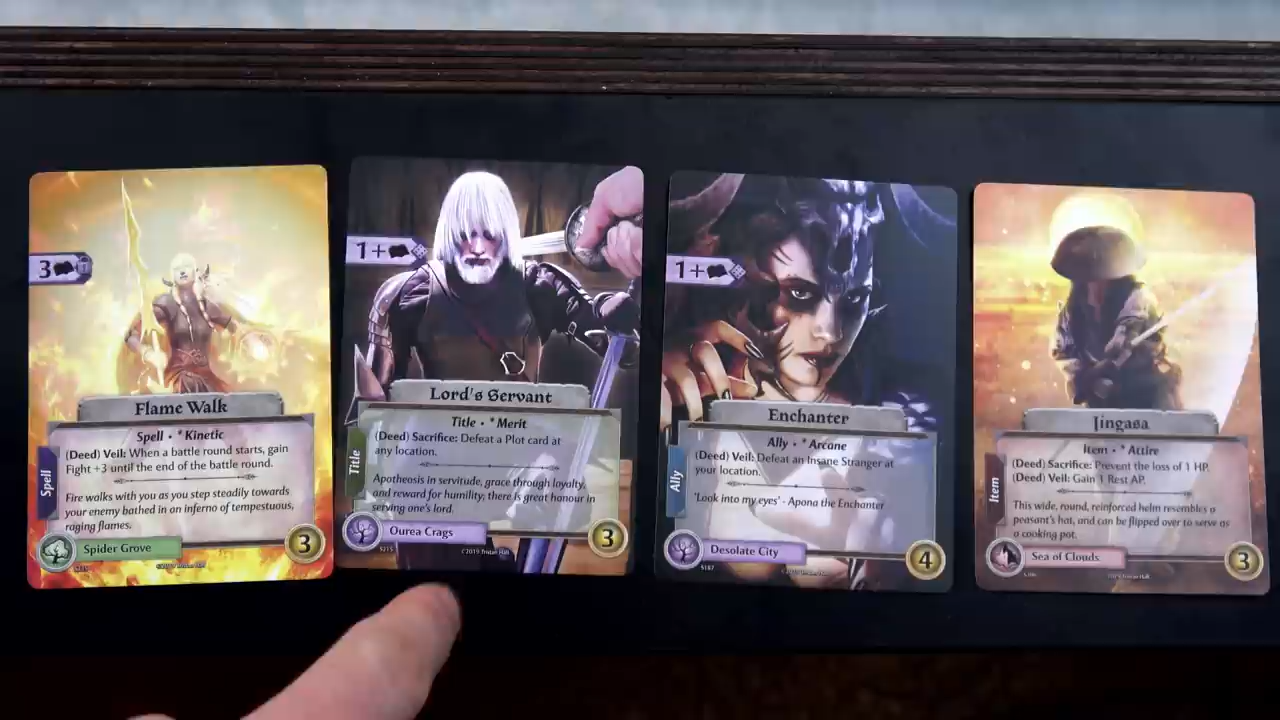 3
Flame Walk
Spell • *Kinetic
(Deed) Veil: When a battle round starts, gain
Fight +3 until the end of the battle round.
Fire walks with you as you step steadily towards
your enemy bathed in an inferno of tempestuous,
raging flames.
Spell
Spider Grove
3
1+
Lord's Servant
Title • *Merit
(Deed) Sacrifice: Defeat a Plot card at
any location.
Apotheosis in servitude, grace through loyalty,
and reward for humility; there is great honour in
serving one's lord.
Title
Ourea Crags
3
S215
©2019 Tristan Hall
1+
Enchanter
Ally • *Arcane
(Deed) Veil: Defeat an Insane Stranger at
your location.
'Look into my eyes' - Apona the Enchanter
Ally
Desolate City
4
S187
Jingasa
Item • *Attire
(Deed) Sacrifice: Prevent the loss of 1 HP.
(Deed) Veil: Gain 1 Rest AP.
This wide, round, reinforced helm resembles a
peasant's hat, and can be flipped over to serve as
a cooking pot.
Item
Sea of Clouds
3